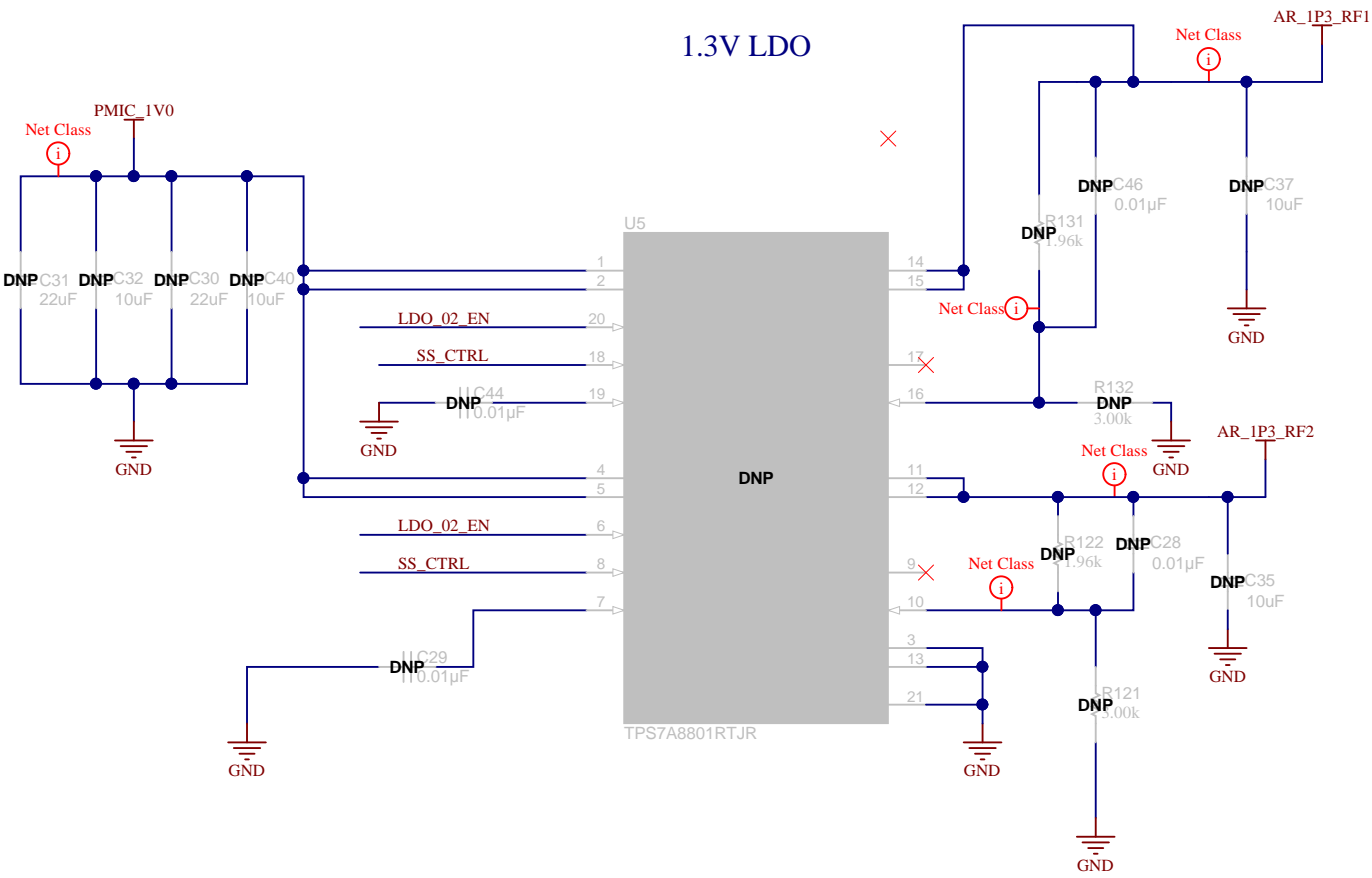 1.3V LDO
AR_1P3_RF1
Net Class
i
PMIC_1V0
Net Class
i
DNP
C31
22uF
DNP
C32
10uF
DNP
C30
22uF
DNP
C40
10uF
GND
U5
1
2
LDO_02_EN
20
SS_CTRL
18
C44
DNP
0.01µF
19
GND
4
5
LDO_02_EN
6
SS_CTRL
8
7
C29
DNP
0.01µF
GND
DNP
TPS7A8801RTJR
14
15
17
16
11
12
9
10
3
13
21
GND
R131
DNP
1.96k
DNP
C46
0.01µF
DNP
C37
10uF
GND
Net Class
i
R132
DNP
3.00k
GND
AR_1P3_RF2
Net Class
i
R122
DNP
1.96k
DNP
C28
0.01µF
DNP
C35
10uF
GND
Net Class
i
R121
DNP
3.00k
GND